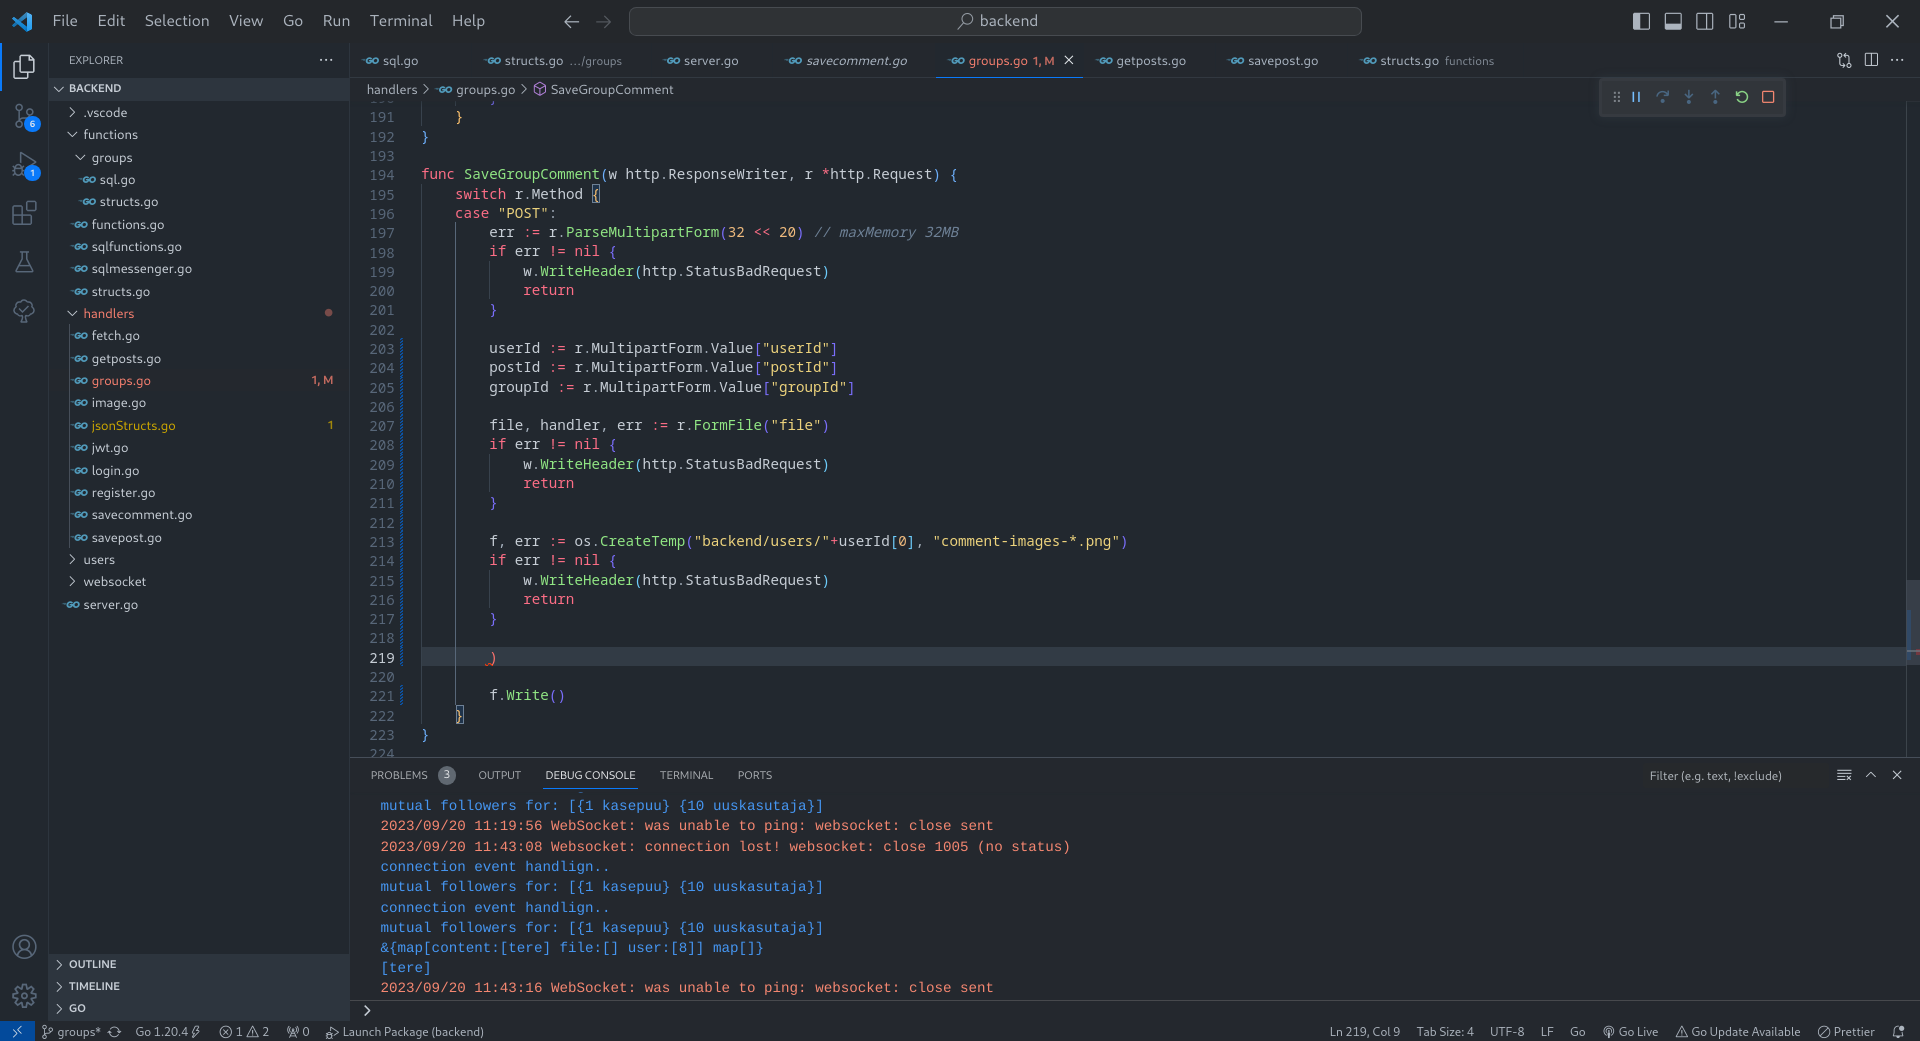 File Edit Selection View Go Run Terminal Help
backend
EXPLORER
BACKEND
.vscode
functions
groups
sql.go
structs.go
functions.go
sqlfunctions.go
sqlmessenger.go
structs.go
handlers
fetch.go
getposts.go
groups.go 1, M
image.go
jsonStructs.go 1
jwt.go
login.go
register.go
savecomment.go
savepost.go
users
websocket
server.go
OUTLINE
TIMELINE
GO
6
1
sql.go structs.go .../groups server.go savecomment.go groups.go 1, M getposts.go savepost.go structs.go functions
handlers > groups.go > SaveGroupComment
191 }
192 }
193
194 func SaveGroupComment(w http.ResponseWriter, r *http.Request) {
195 switch r.Method {
196 case "POST":
197 err := r.ParseMultipartForm(32 << 20) // maxMemory 32MB
198 if err != nil {
199 w.WriteHeader(http.StatusBadRequest)
200 return
201 }
202
203 userId := r.MultipartForm.Value["userId"]
204 postId := r.MultipartForm.Value["postId"]
205 groupId := r.MultipartForm.Value["groupId"]
206
207 file, handler, err := r.FormFile("file")
208 if err != nil {
209 w.WriteHeader(http.StatusBadRequest)
210 return
211 }
212
213 f, err := os.CreateTemp("backend/users/"+userId[0], "comment-images-*.png")
214 if err != nil {
215 w.WriteHeader(http.StatusBadRequest)
216 return
217 }
218
219 )
220
221 f.Write()
222 }
223 }
224
PROBLEMS 3 OUTPUT DEBUG CONSOLE TERMINAL PORTS Filter (e.g. text, !exclude)
mutual followers for: [{1 kasepuu} {10 uuskasutaja}]
2023/09/20 11:19:56 WebSocket: was unable to ping: websocket: close sent
2023/09/20 11:43:08 Websocket: connection lost! websocket: close 1005 (no status)
connection event handlign..
mutual followers for: [{1 kasepuu} {10 uuskasutaja}]
connection event handlign..
mutual followers for: [{1 kasepuu} {10 uuskasutaja}]
&{map[content:[tere] file:[] user:[8]] map[]}
[tere]
2023/09/20 11:43:16 WebSocket: was unable to ping: websocket: close sent
groups* Go 1.20.4 1 2 0 Launch Package (backend) Ln 219, Col 9 Tab Size: 4 UTF-8 LF Go Go Live Go Update Available Prettier